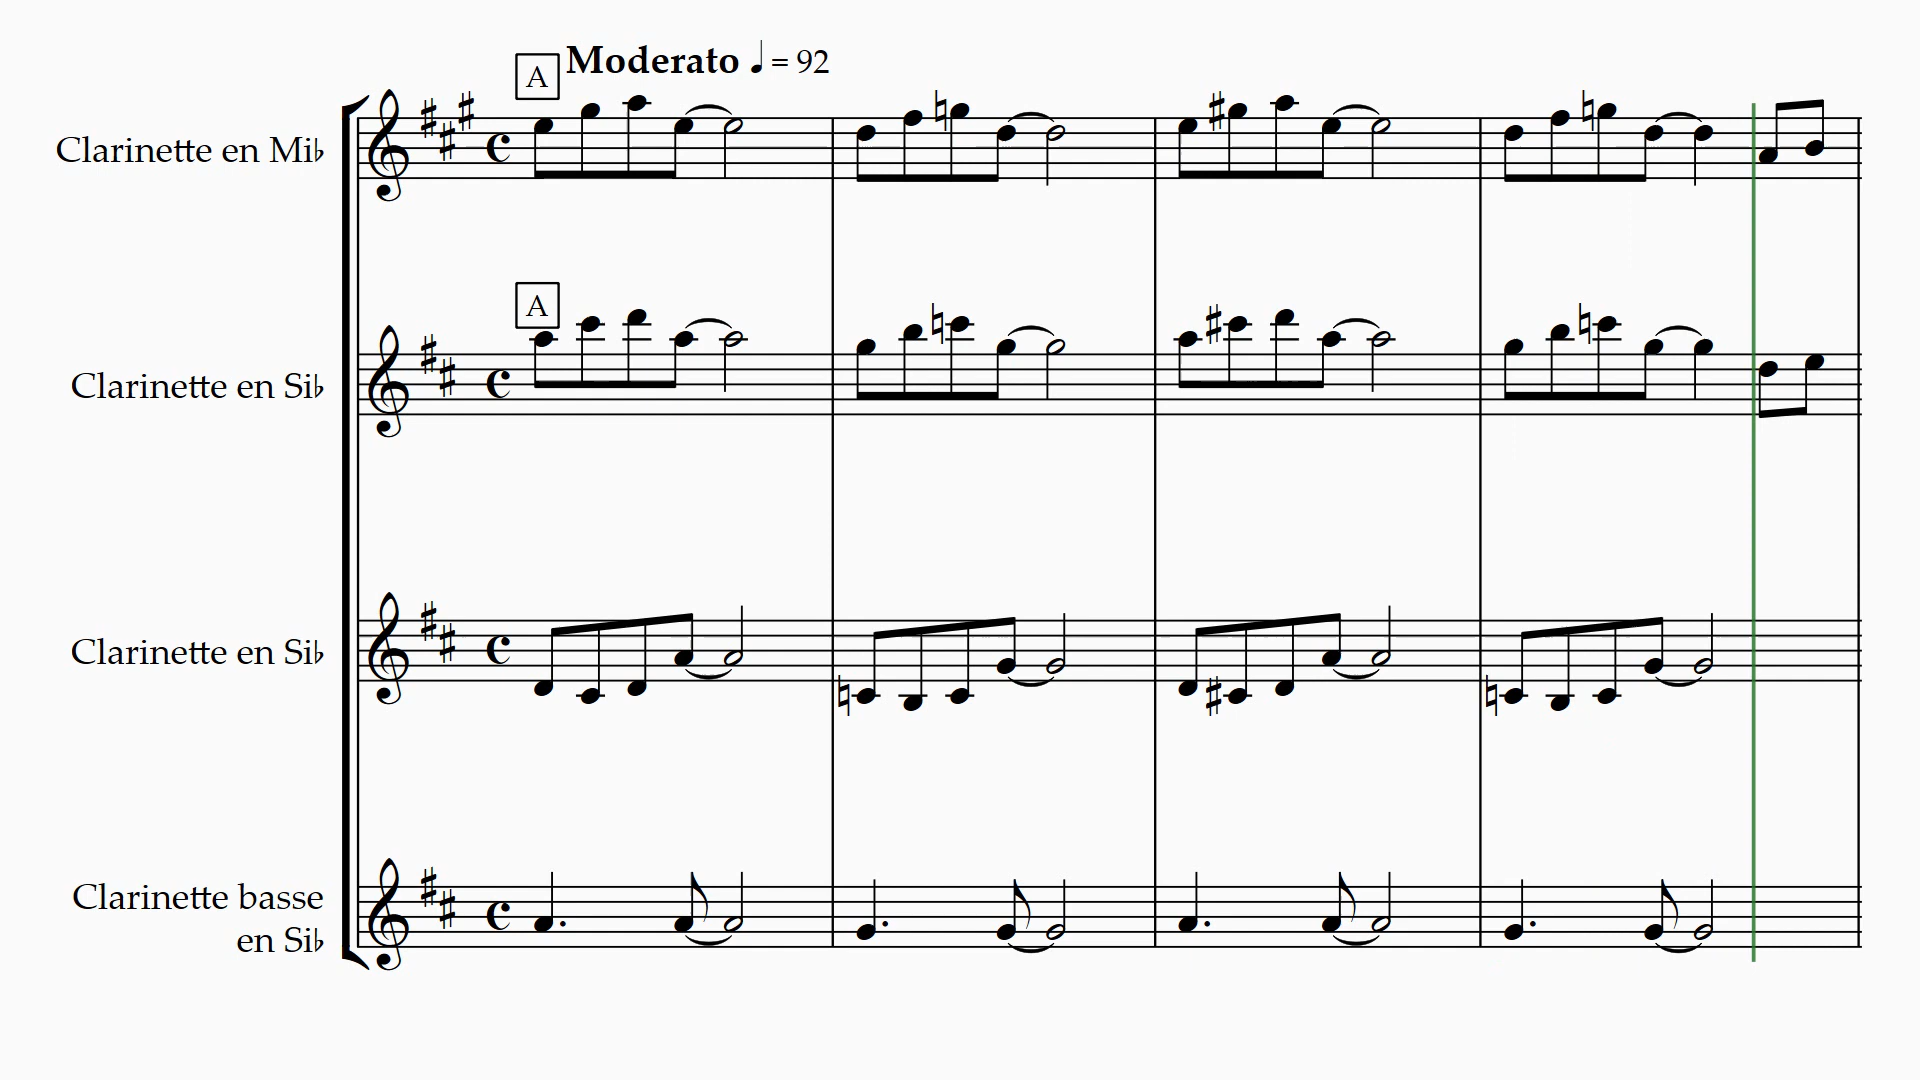 A Moderato ♩ = 92
Clarinette en Mi♭
A
Clarinette en Si♭
Clarinette en Si♭
Clarinette basse
en Si♭